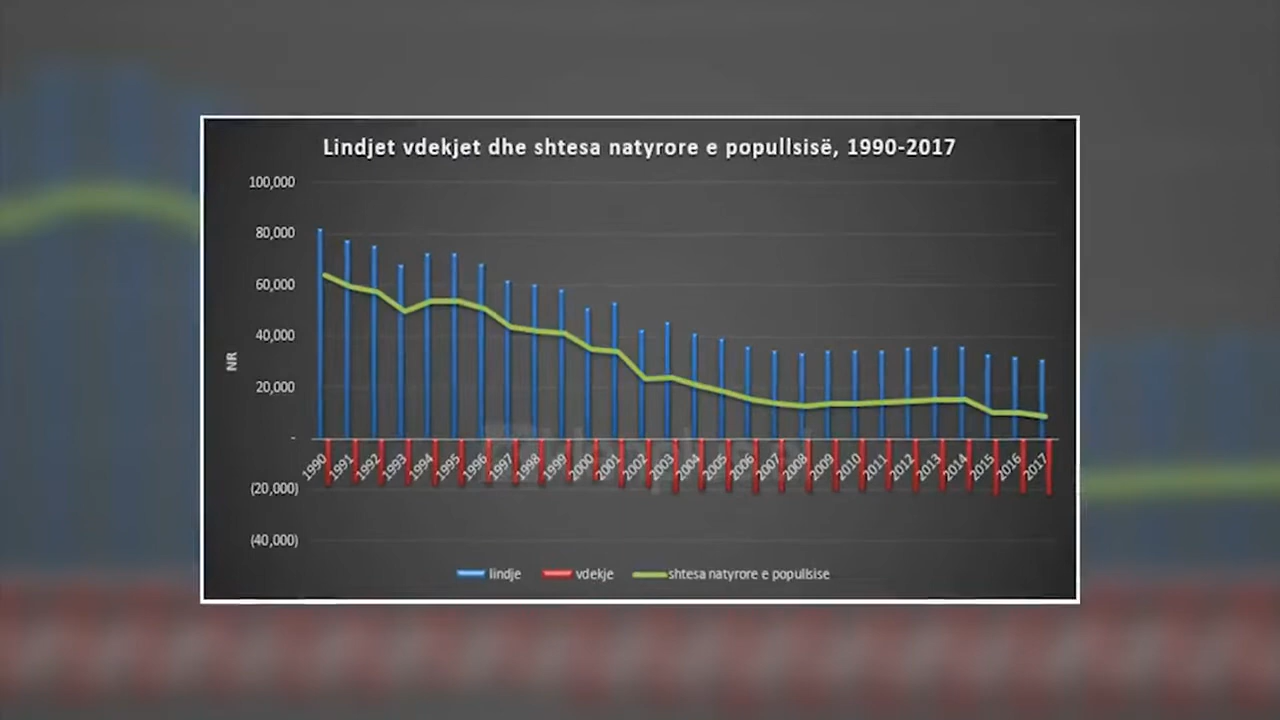 Lindjet vdekjet dhe shtesa natyrore e popullsisë, 1990-2017
100,000
80,000
60,000
40,000
20,000
-
(20,000)
(40,000)
NR
1990 1991 1992 1993 1994 1995 1996 1997 1998 1999 2000 2001 2002 2003 2004 2005 2006 2007 2008 2009 2010 2011 2012 2013 2014 2015 2016 2017
lindje vdekje shtesa natyrore e popullsise